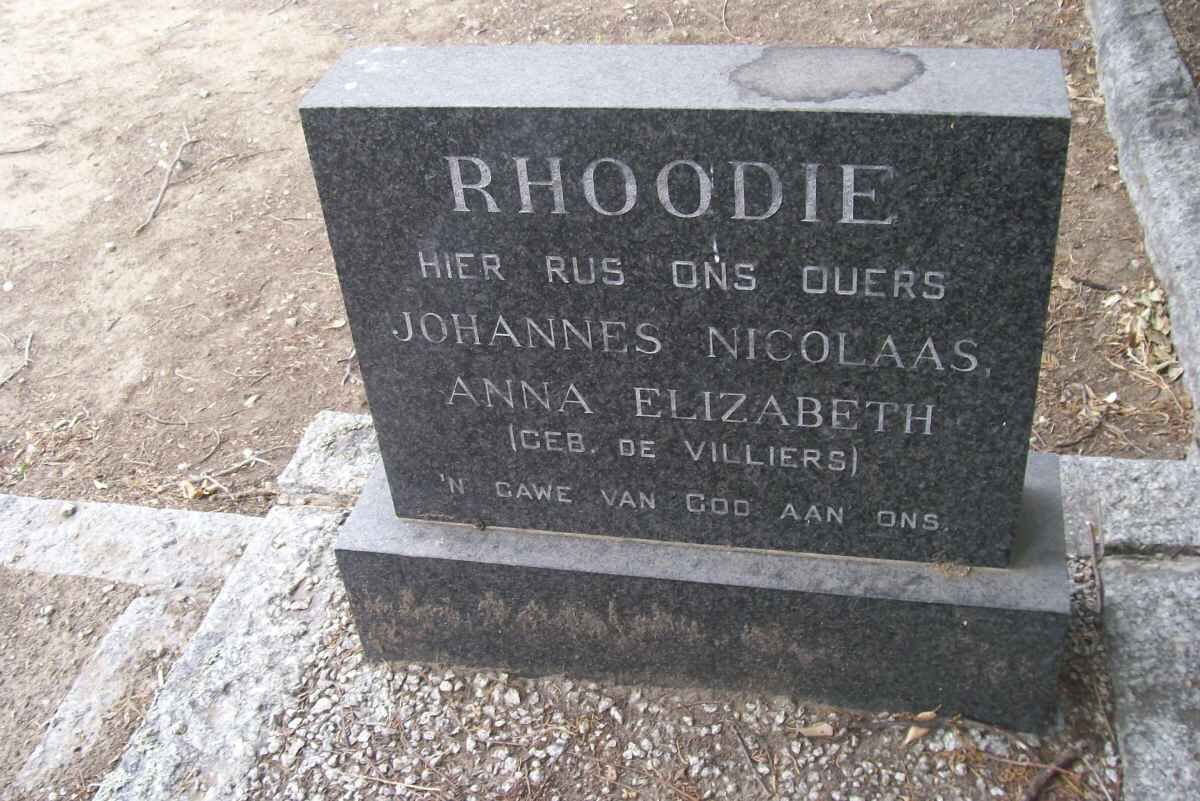 RHOODIE
HIER RUS ONS OUERS
JOHANNES NICOLAAS,
ANNA ELIZABETH
(GEB. DE VILLIERS)
'N GAWE VAN GOD AAN ONS.